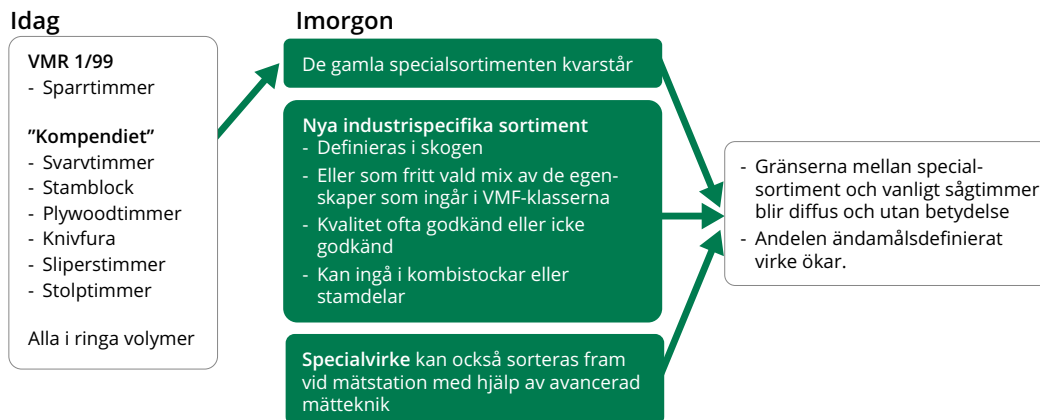 Idag
VMR 1/99
- Sparrtimmer
”Kompendiet”
- Svarvtimmer
- Stamblock
- Plywoodtimmer
- Knivfura
- Sliperstimmer
- Stolptimmer
Alla i ringa volymer
Imorgon
De gamla specialsortimenten kvarstår
Nya industrispecifika sortiment
- Definieras i skogen
- Eller som fritt vald mix av de egen-
skaper som ingår i VMF-klasserna
- Kvalitet ofta godkänd eller icke
godkänd
- Kan ingå i kombistockar eller
stamdelar
Specialvirke kan också sorteras fram
vid mätstation med hjälp av avancerad
mätteknik
- Gränserna mellan special-
sortiment och vanligt sågtimmer
blir diffus och utan betydelse
- Andelen ändamålsdefinierat
virke ökar.